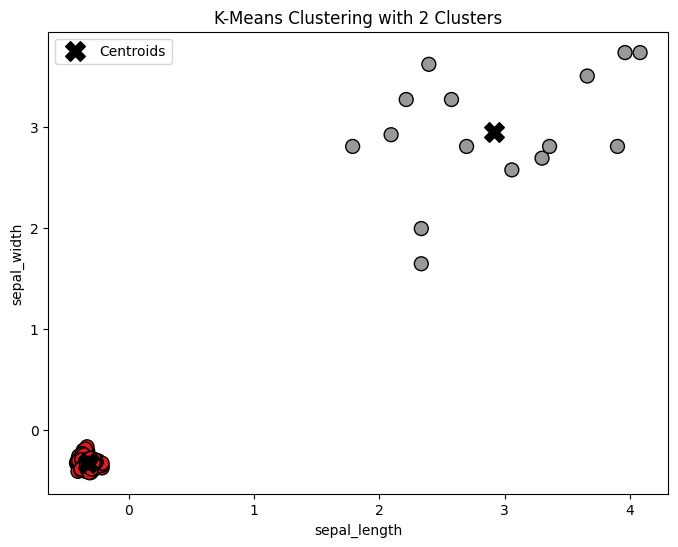 K-Means Clustering with 2 Clusters
Centroids
sepal_width
3
2
1
0
0 1 2 3 4
sepal_length